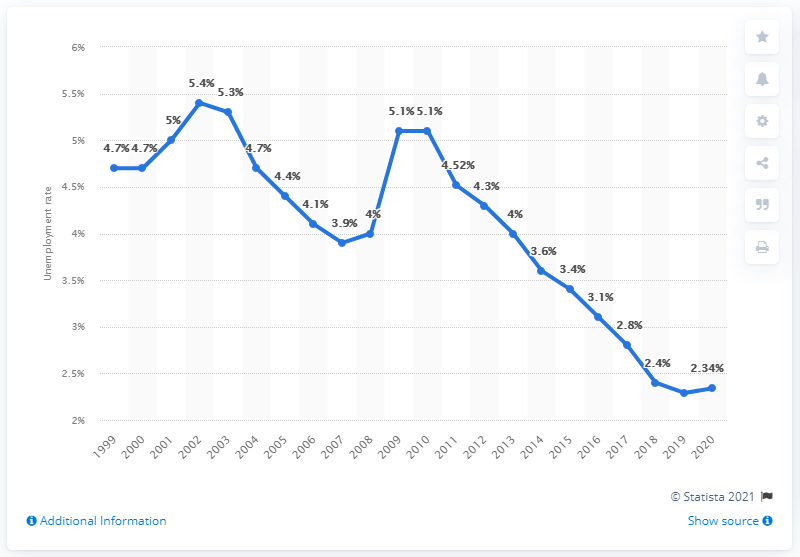 6%
5.5%
5%
4.5%
4%
3.5%
3%
2.5%
2%
Unemployment rate
4.7% 4.7% 5% 5.4% 5.3% 4.7% 4.4% 4.1% 3.9% 4% 5.1% 5.1% 4.52% 4.3% 4% 3.6% 3.4% 3.1% 2.8% 2.4% 2.34%
1999 2000 2001 2002 2003 2004 2005 2006 2007 2008 2009 2010 2011 2012 2013 2014 2015 2016 2017 2018 2019 2020
© Statista 2021
Additional Information
Show source